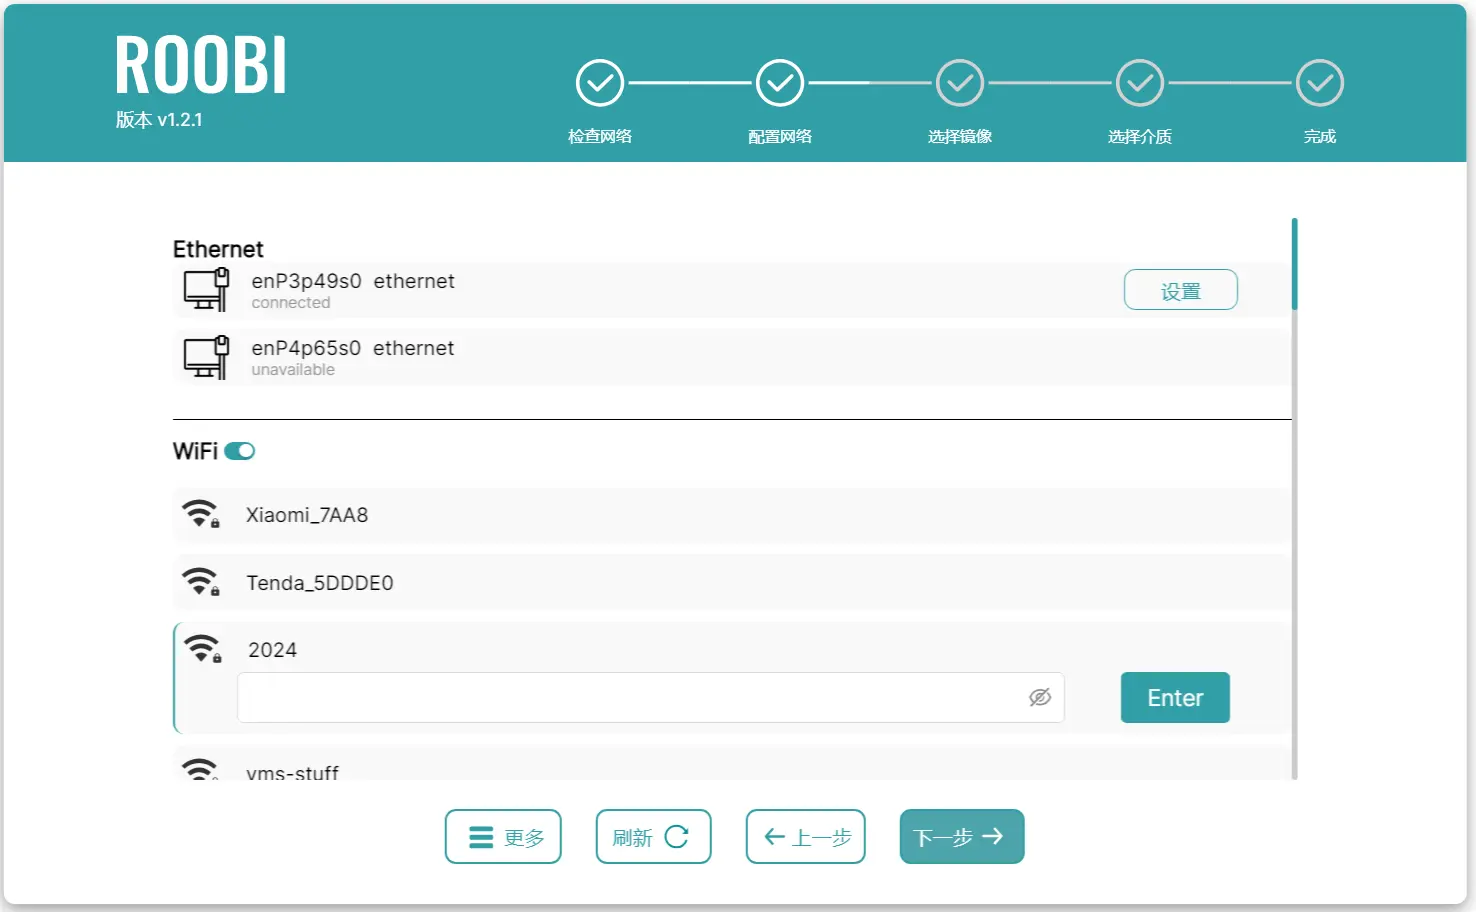 ROOBI
版本 v1.2.1
检查网络
配置网络
选择镜像
选择介质
完成
Ethernet
enP3p49s0 ethernet
connected
设置
enP4p65s0 ethernet
unavailable
WiFi
Xiaomi_7AA8
Tenda_5DDDE0
2024
Enter
vms-stuff
更多
刷新
上一步
下一步